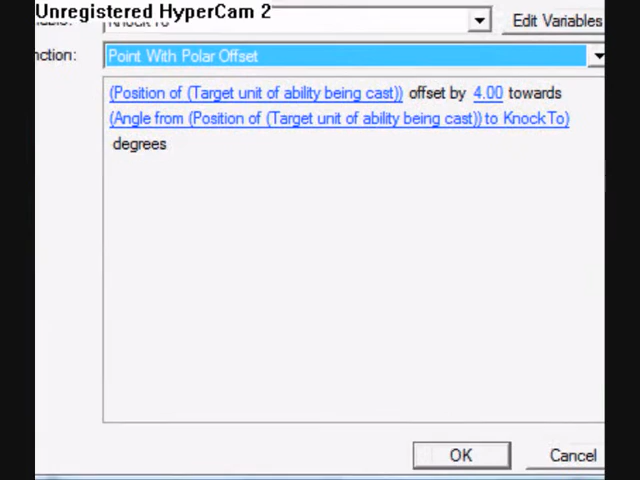 Unregistered HyperCam 2
KnockTo
Edit Variables
nction:
Point With Polar Offset
(Position of (Target unit of ability being cast)) offset by 4.00 towards
(Angle from (Position of (Target unit of ability being cast)) to KnockTo)
degrees
OK
Cancel